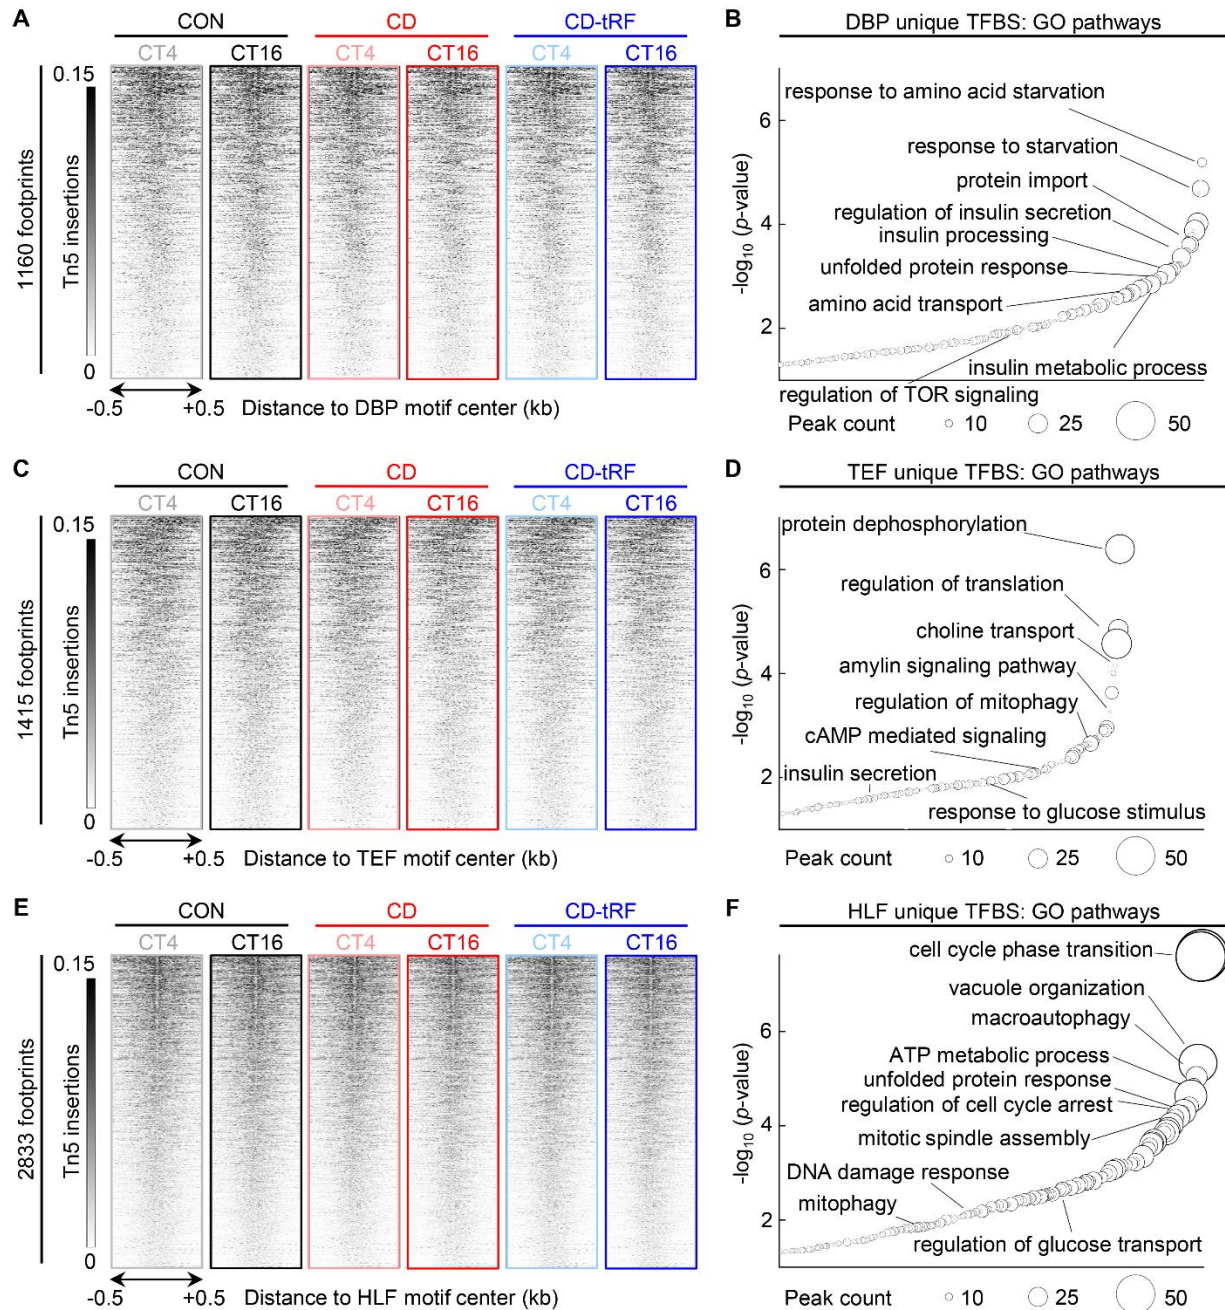 A
CON
CD
CD-tRF
CT4
CT16
CT4
CT16
CT4
CT16
0.15
Tn5 insertions
0
1160 footprints
-0.5
+0.5
Distance to DBP motif center (kb)
B
DBP unique TFBS: GO pathways
response to amino acid starvation
6
response to starvation
protein import
4
regulation of insulin secretion
insulin processing
unfolded protein response
amino acid transport
2
insulin metabolic process
regulation of TOR signaling
-log10 (p-value)
Peak count
10
25
50
C
CON
CD
CD-tRF
CT4
CT16
CT4
CT16
CT4
CT16
0.15
Tn5 insertions
0
1415 footprints
-0.5
+0.5
Distance to TEF motif center (kb)
D
TEF unique TFBS: GO pathways
protein dephosphorylation
6
regulation of translation
choline transport
4
amylin signaling pathway
regulation of mitophagy
cAMP mediated signaling
2
insulin secretion
response to glucose stimulus
-log10 (p-value)
Peak count
10
25
50
E
CON
CD
CD-tRF
CT4
CT16
CT4
CT16
CT4
CT16
0.15
Tn5 insertions
0
2833 footprints
-0.5
+0.5
Distance to HLF motif center (kb)
F
HLF unique TFBS: GO pathways
cell cycle phase transition
vacuole organization
6
macroautophagy
ATP metabolic process
unfolded protein response
4
regulation of cell cycle arrest
mitotic spindle assembly
DNA damage response
mitophagy
2
regulation of glucose transport
-log10 (p-value)
Peak count
10
25
50